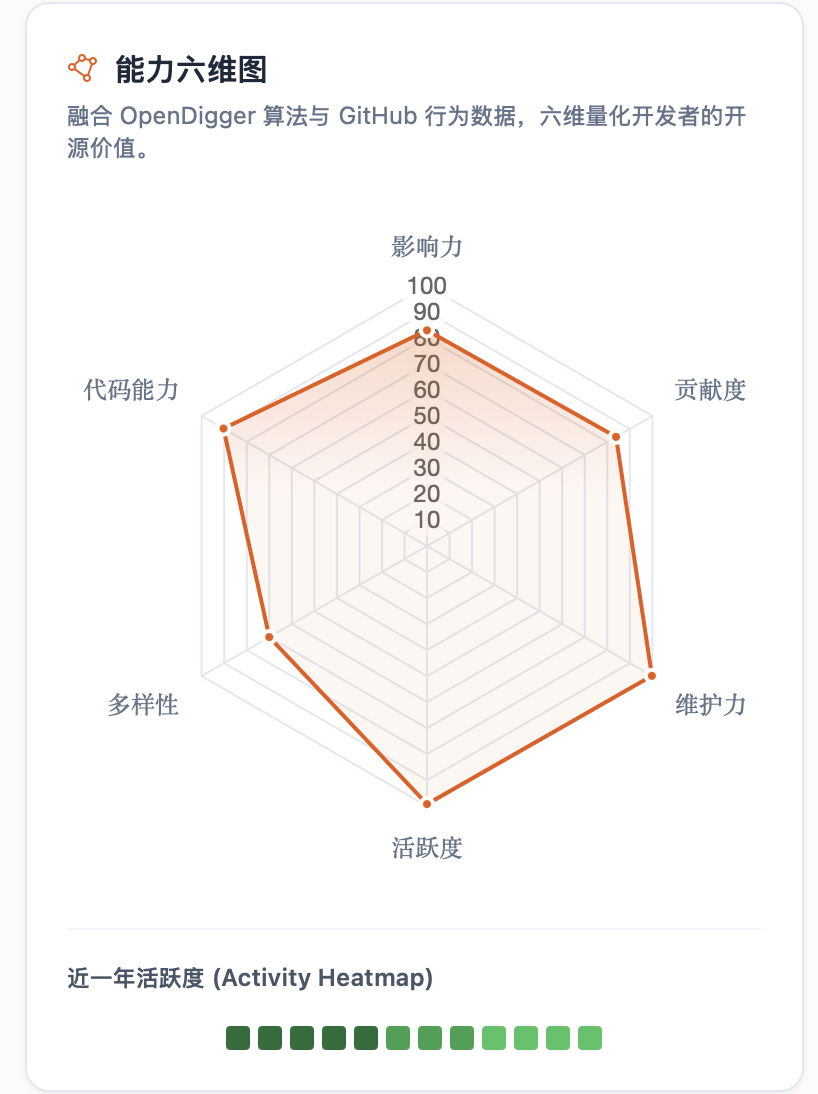 能力六维图
融合 OpenDigger 算法与 GitHub 行为数据，六维量化开发者的开
源价值。
影响力
100
90
80
70
60
50
40
30
20
10
代码能力
贡献度
多样性
维护力
活跃度
近一年活跃度 (Activity Heatmap)